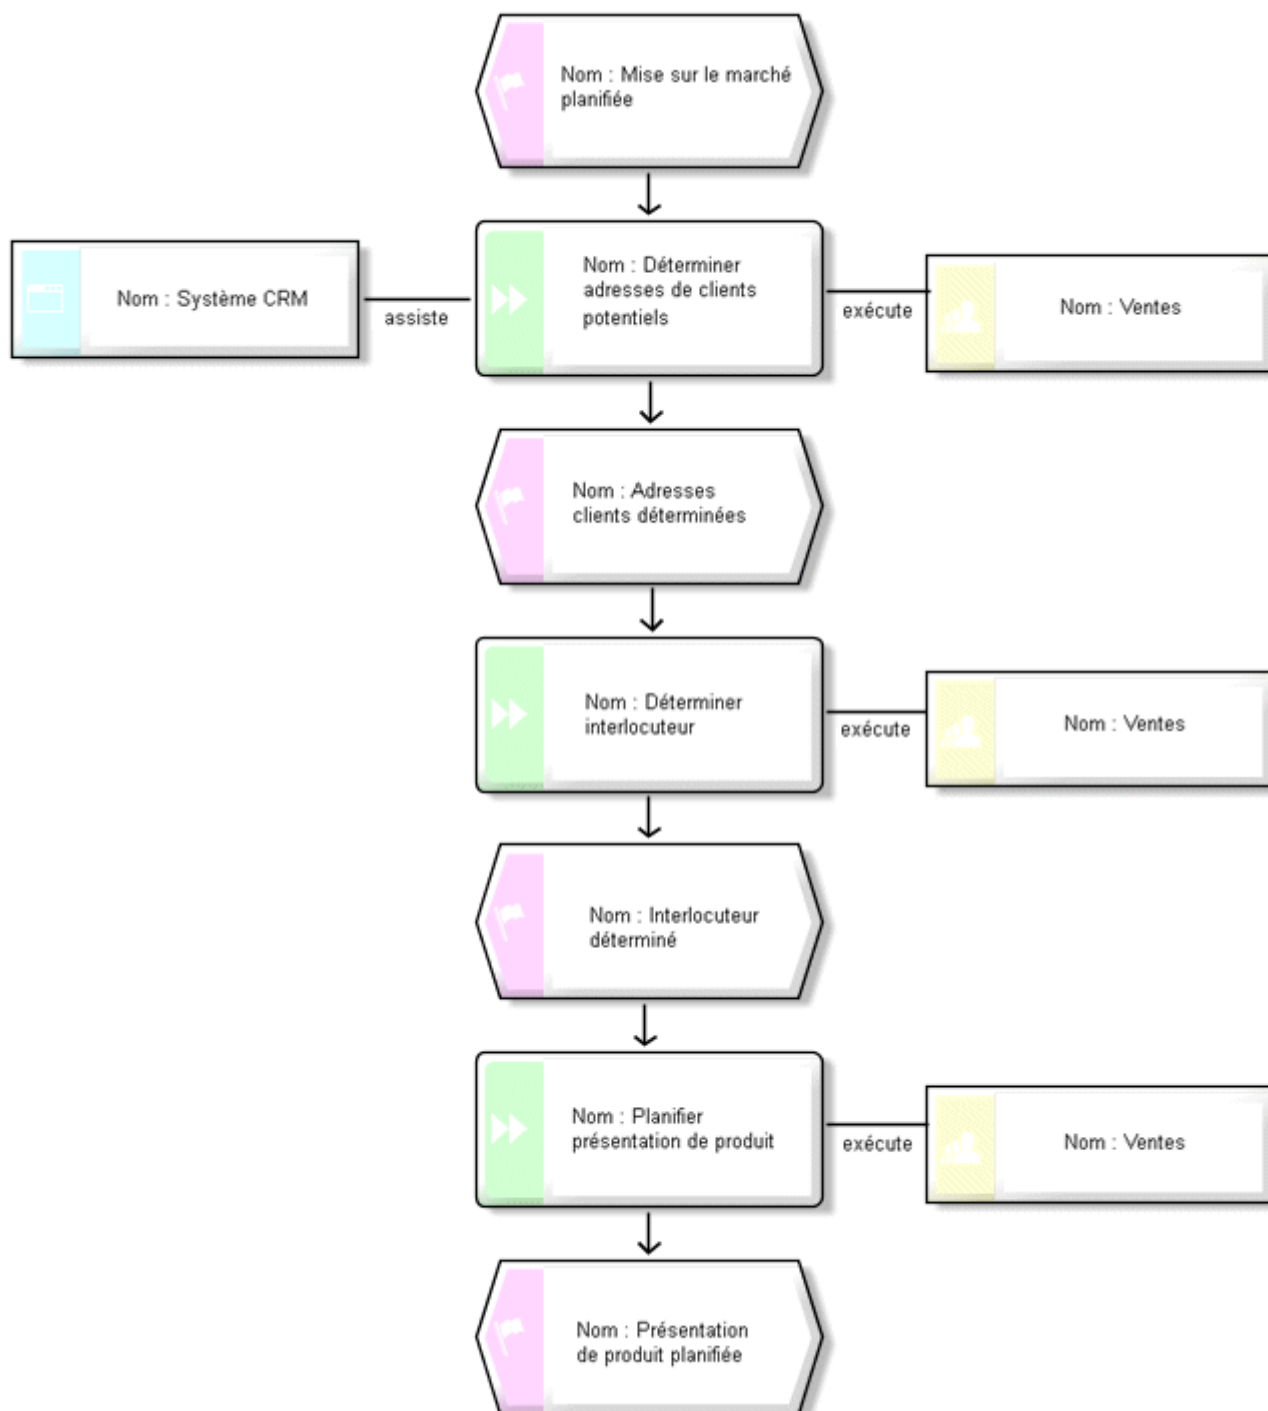 Nom : Mise sur le marché
planifiée
Nom : Système CRM
assiste
Nom : Déterminer
adresses de clients
potentiels
exécute
Nom : Ventes
Nom : Adresses
clients déterminées
Nom : Déterminer
interlocuteur
exécute
Nom : Ventes
Nom : Interlocuteur
déterminé
Nom : Planifier
présentation de produit
exécute
Nom : Ventes
Nom : Présentation
de produit planifiée